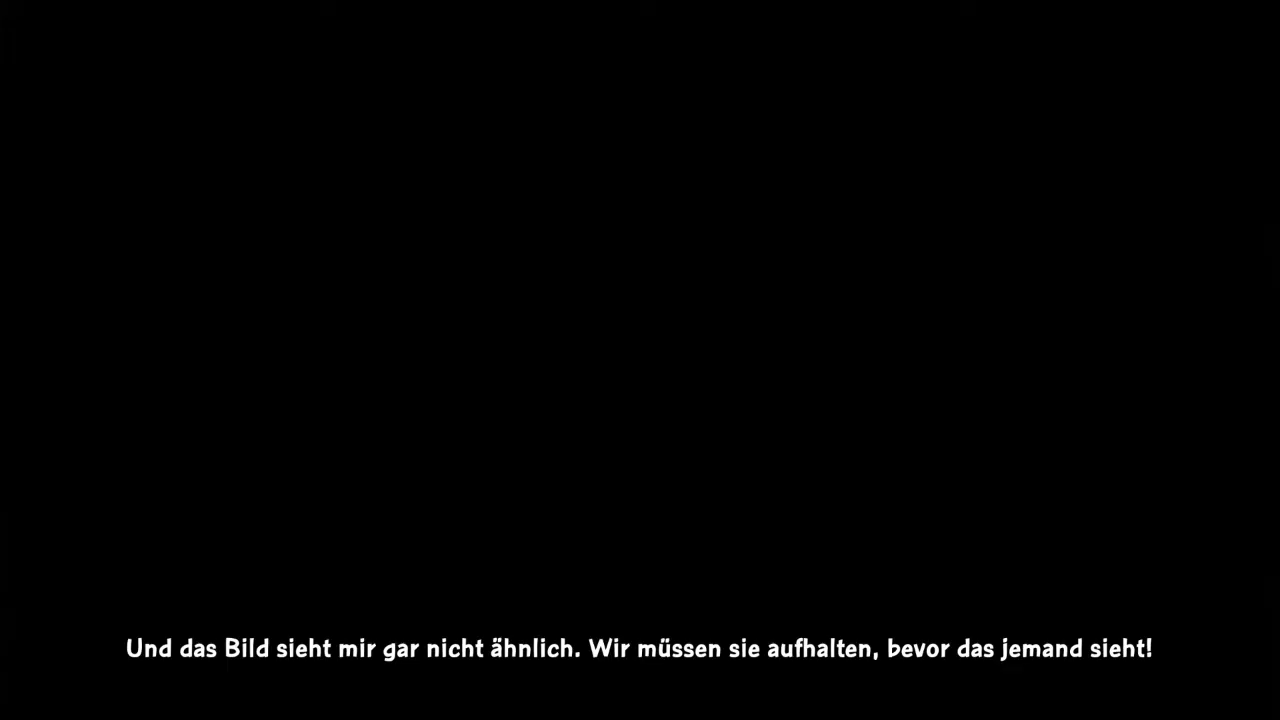 Und das Bild sieht mir gar nicht ähnlich. Wir müssen sie aufhalten, bevor das jemand sieht!